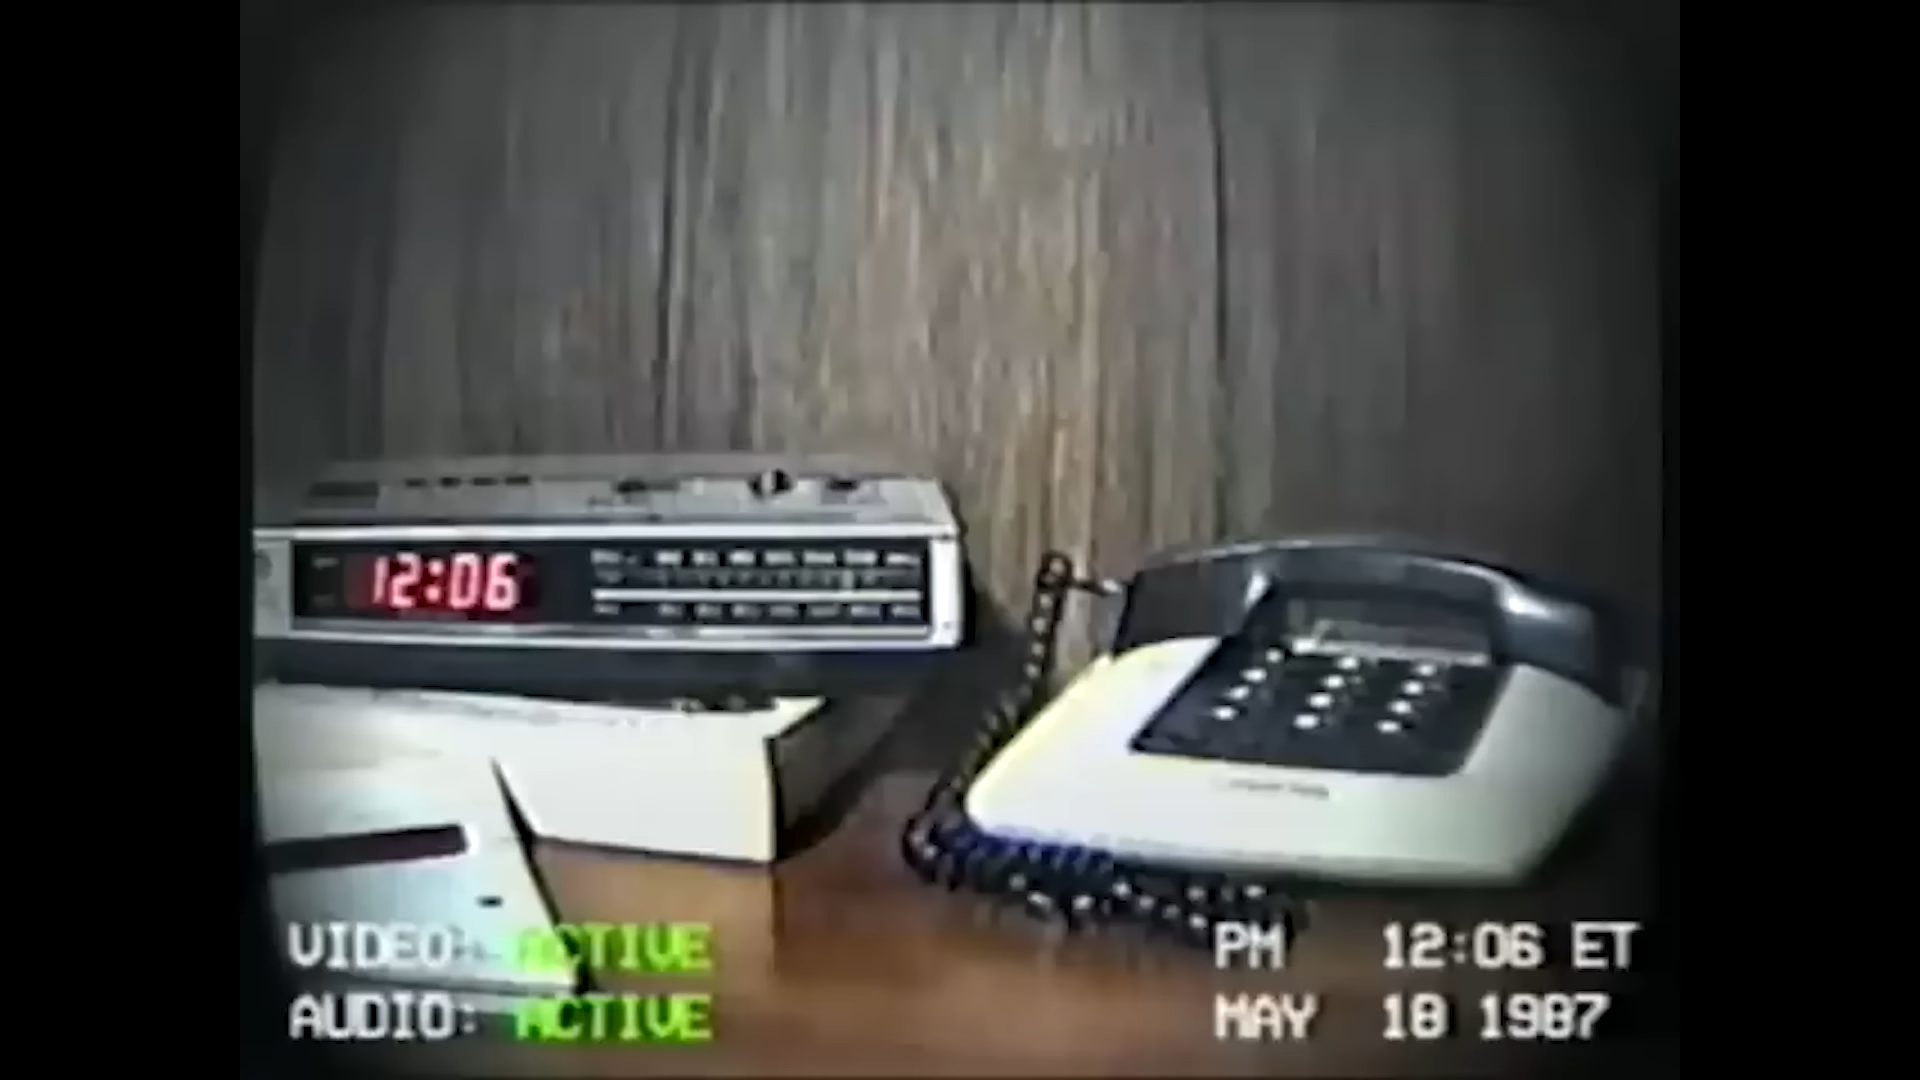 12:06
VIDEO: ACTIVE
AUDIO: ACTIVE
PM 12:06 ET
MAY 18 1987